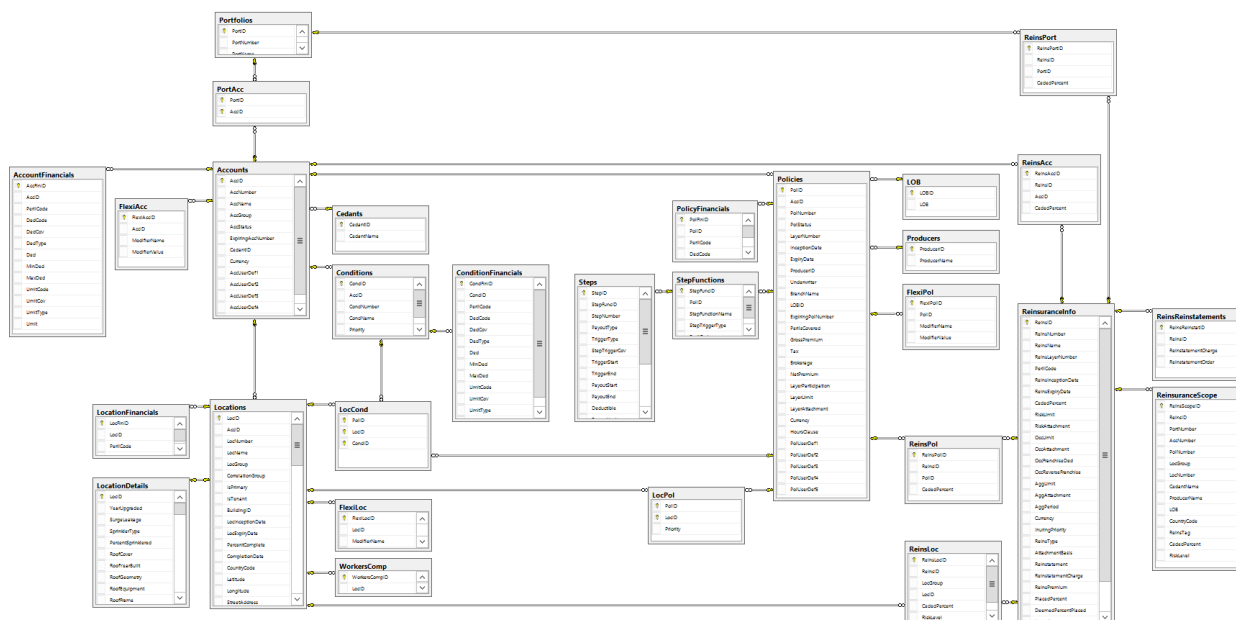 Portfolios
PortID
PortNumber
PortName
ReinsPort
ReinsPortID
ReinsID
PortID
CededPercent
PortAcc
PortID
AccID
AccountFinancials
AccFinID
AccID
PerilCode
DedCode
DedCov
DedType
Ded
MinDed
MaxDed
LimitCode
LimitCov
LimitType
Limit
FlexiAcc
FlexiAccID
AccID
ModifierName
ModifierValue
Accounts
AccID
AccNumber
AccName
AccGroup
AccStatus
ExpiringAccNumber
CedantID
Currency
AccUserDef1
AccUserDef2
AccUserDef3
AccUserDef4
Cedants
CedantID
CedantName
Conditions
CondID
AccID
CondNumber
CondName
Priority
ConditionFinancials
CondFinID
CondID
PerilCode
DedCode
DedCov
DedType
Ded
MinDed
MaxDed
LimitCode
LimitCov
LimitType
Steps
StepID
StepFuncID
StepNumber
PayoutType
TriggerType
StepTriggerCov
TriggerStart
TriggerEnd
PayoutStart
PayoutEnd
Deductible
PolicyFinancials
PolFinID
PolID
PerilCode
DedCode
StepFunctions
StepFuncID
PolID
StepFunctionName
StepTriggerType
Policies
PolID
AccID
PolNumber
PolStatus
LayerNumber
InceptionDate
ExpiryDate
ProducerID
Underwriter
BranchName
LOBID
ExpiringPolNumber
PerilsCovered
GrossPremium
Tax
Brokerage
NetPremium
LayerParticipation
LayerLimit
LayerAttachment
Currency
HoursClause
PolUserDef1
PolUserDef2
PolUserDef3
PolUserDef4
PolUserDef5
LOB
LOBID
LOB
Producers
ProducerID
ProducerName
FlexiPol
FlexiPolID
PolID
ModifierName
ModifierValue
ReinsAcc
ReinsAccID
ReinsID
AccID
CededPercent
ReinsuranceInfo
ReinsID
ReinsNumber
ReinsName
ReinsLayerNumber
PerilCode
ReinsInceptionDate
ReinsExpiryDate
CededPercent
RiskLimit
RiskAttachment
OccLimit
OccAttachment
OccFranchiseDed
OccReverseFranchise
AggLimit
AggAttachment
AggPeriod
Currency
InuringPriority
ReinsType
AttachmentBasis
Reinstatement
ReinstatementCharge
ReinsPremium
PlacedPercent
DeemedPercentPlaced
ReinsReinstatements
ReinsReinstatID
ReinsID
ReinstatementCharge
ReinstatementOrder
ReinsuranceScope
ReinsScopeID
ReinsID
PortNumber
AccNumber
PolNumber
LocGroup
LocNumber
CedantName
ProducerName
LOB
CountryCode
ReinsTag
CededPercent
RiskLevel
LocationFinancials
LocFinID
LocID
PerilCode
LocationDetails
LocID
YearUpgraded
SurgeLeakage
SprinklerType
PercentSprinklered
RoofCover
RoofYearBuilt
RoofGeometry
RoofEquipment
RoofFrame
Locations
LocID
AccID
LocNumber
LocName
LocGroup
CorrelationGroup
IsPrimary
IsTenant
BuildingID
LocInceptionDate
LocExpiryDate
PercentComplete
CompletionDate
CountryCode
Latitude
Longitude
StreetAddress
LocCond
PolID
LocID
CondID
FlexiLoc
FlexiLocID
LocID
ModifierName
WorkersComp
WorkersCompID
LocID
LocPol
PolID
LocID
Priority
ReinsPol
ReinsPolID
ReinsID
PolID
CededPercent
ReinsLoc
ReinsLocID
ReinsID
LocGroup
LocID
CededPercent
RiskLevel